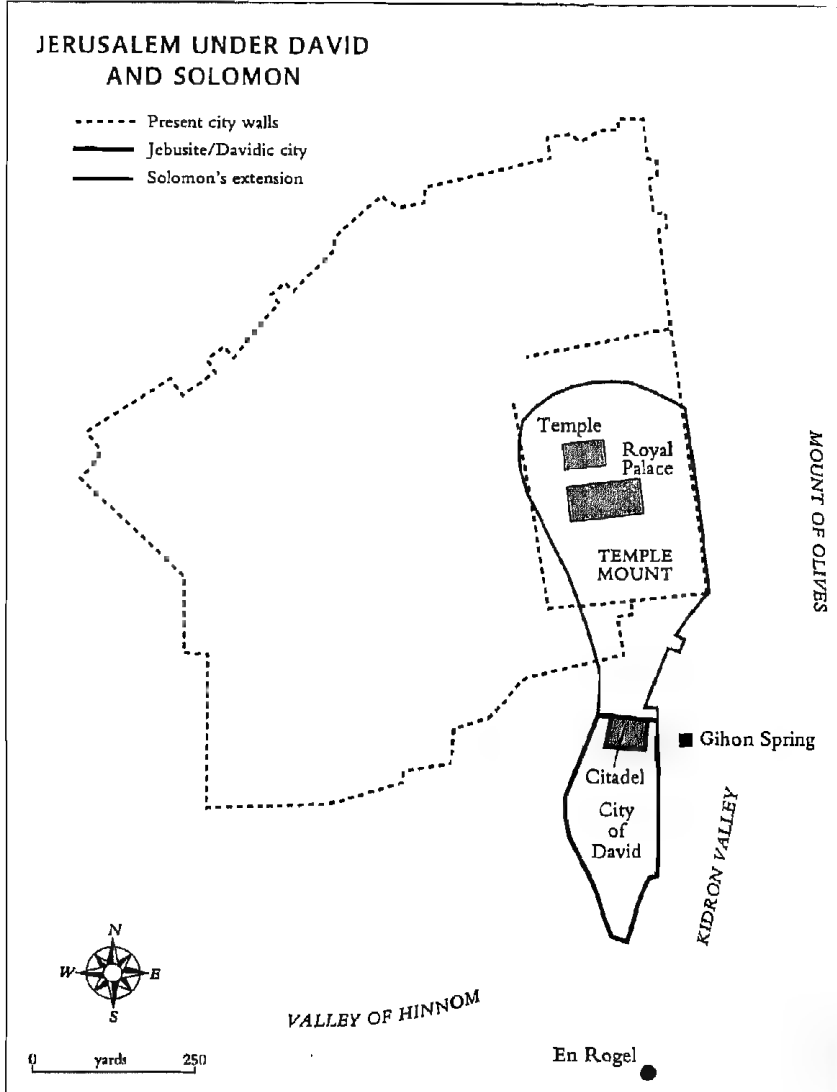 JERUSALEM UNDER DAVID
AND SOLOMON
Present city walls
Jebusite/Davidic city
Solomon's extension
Temple
Royal
Palace
TEMPLE
MOUNT
MOUNT OF OLIVES
Gihon Spring
Citadel
City
of
David
KIDRON VALLEY
N
W E
S
VALLEY OF HINNOM
0 yards 250
En Rogel